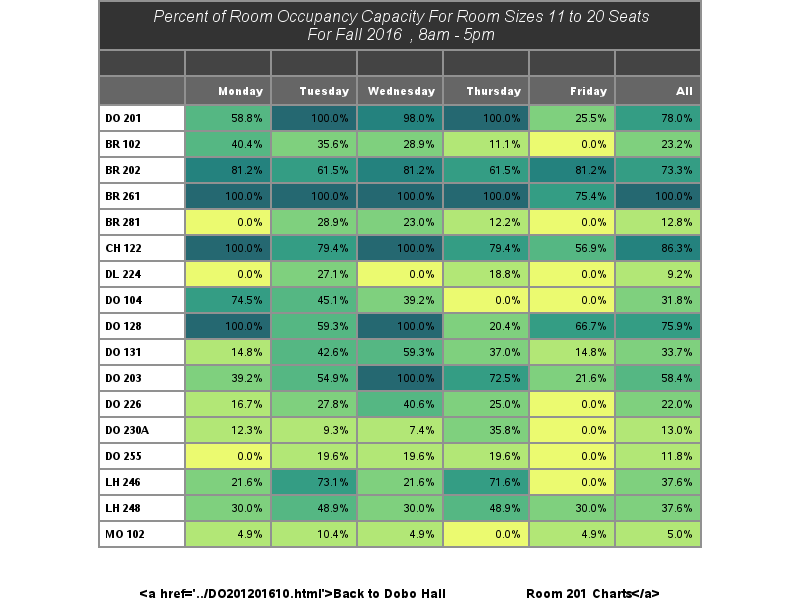 Percent of Room Occupancy Capacity For Room Sizes 11 to 20 Seats
For Fall 2016 , 8am - 5pm
Monday Tuesday Wednesday Thursday Friday All
DO 201 58.8% 100.0% 98.0% 100.0% 25.5% 78.0%
BR 102 40.4% 35.6% 28.9% 11.1% 0.0% 23.2%
BR 202 81.2% 61.5% 81.2% 61.5% 81.2% 73.3%
BR 261 100.0% 100.0% 100.0% 100.0% 75.4% 100.0%
BR 281 0.0% 28.9% 23.0% 12.2% 0.0% 12.8%
CH 122 100.0% 79.4% 100.0% 79.4% 56.9% 86.3%
DL 224 0.0% 27.1% 0.0% 18.8% 0.0% 9.2%
DO 104 74.5% 45.1% 39.2% 0.0% 0.0% 31.8%
DO 128 100.0% 59.3% 100.0% 20.4% 66.7% 75.9%
DO 131 14.8% 42.6% 59.3% 37.0% 14.8% 33.7%
DO 203 39.2% 54.9% 100.0% 72.5% 21.6% 58.4%
DO 226 16.7% 27.8% 40.6% 25.0% 0.0% 22.0%
DO 230A 12.3% 9.3% 7.4% 35.8% 0.0% 13.0%
DO 255 0.0% 19.6% 19.6% 19.6% 0.0% 11.8%
LH 246 21.6% 73.1% 21.6% 71.6% 0.0% 37.6%
LH 248 30.0% 48.9% 30.0% 48.9% 30.0% 37.6%
MO 102 4.9% 10.4% 4.9% 0.0% 4.9% 5.0%
<a href='../DO201201610.html'>Back to Dobo Hall Room 201 Charts</a>